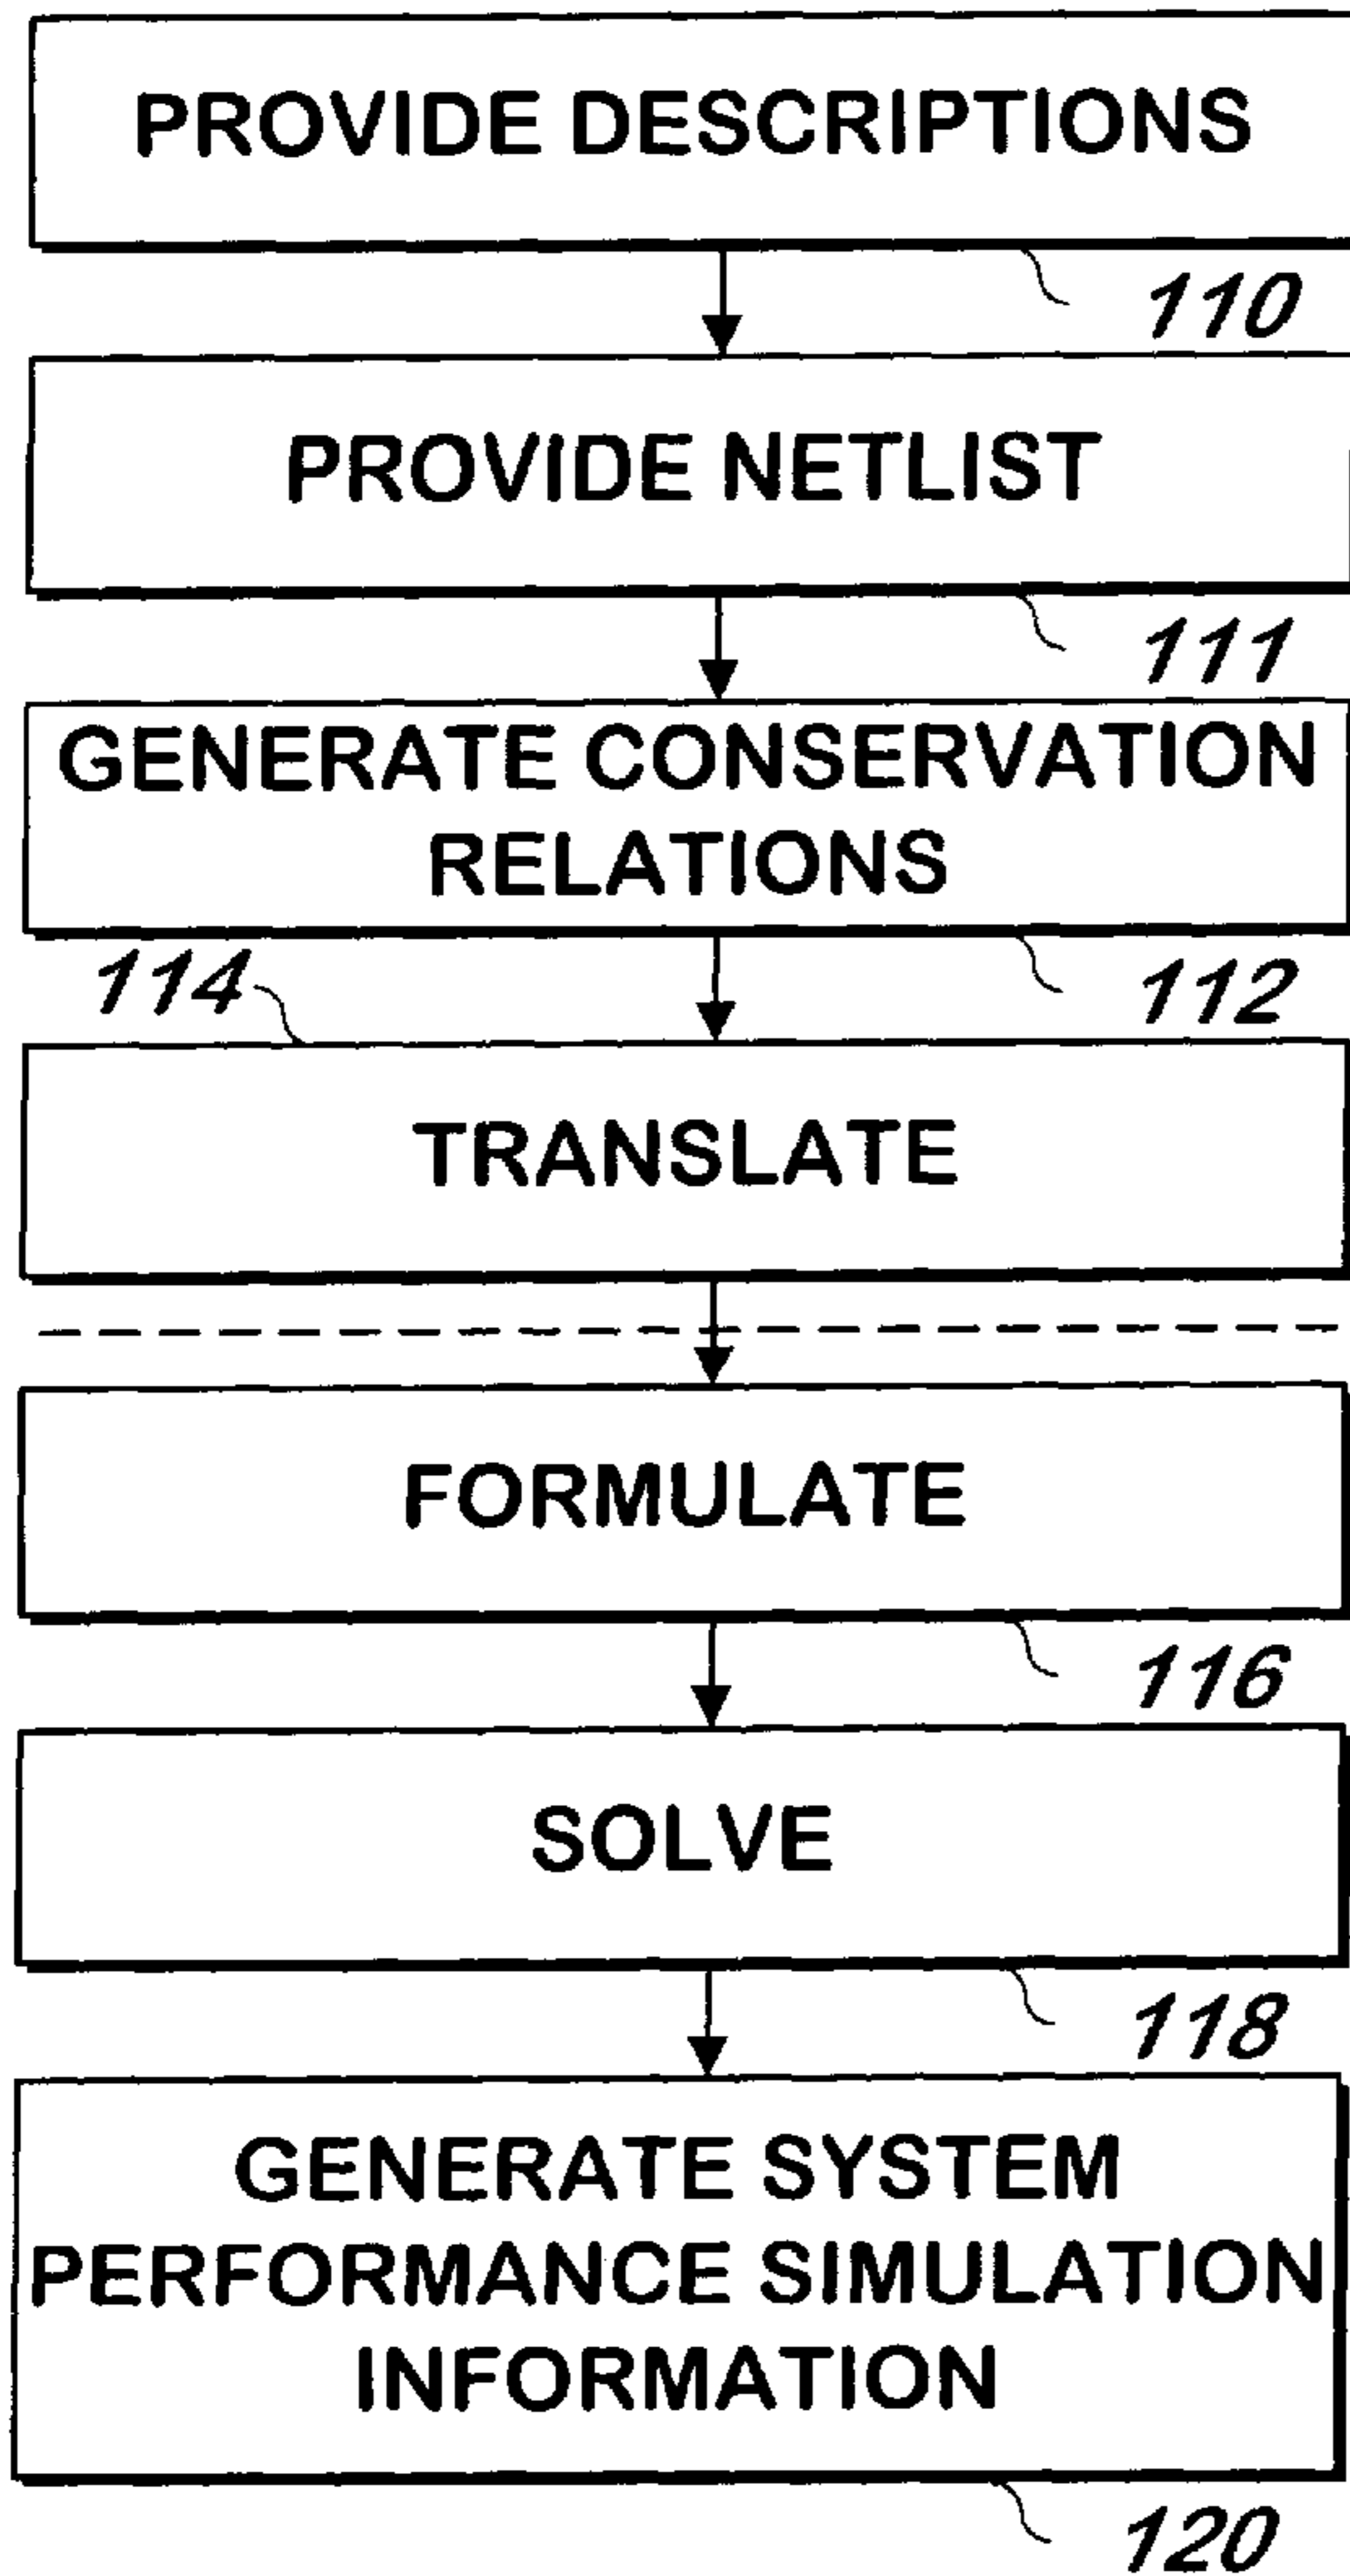 PROVIDE DESCRIPTIONS
110
PROVIDE NETLIST
111
GENERATE CONSERVATION
RELATIONS
112
114
TRANSLATE
FORMULATE
116
SOLVE
118
GENERATE SYSTEM
PERFORMANCE SIMULATION
INFORMATION
120